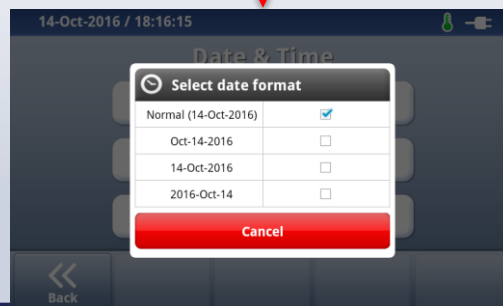 14-Oct-2016 / 18:16:15
Date & Time
Select date format
Normal (14-Oct-2016)
Oct-14-2016
14-Oct-2016
2016-Oct-14
Cancel
Back